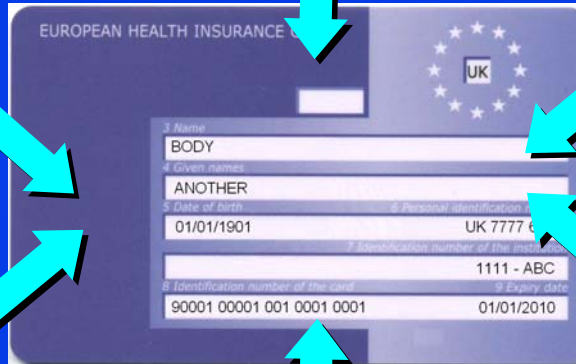 EUROPEAN HEALTH INSURANCE
UK
3 Name
BODY
4 Given names
ANOTHER
5 Date of birth 6 Personal identification
01/01/1901 UK 7777
7 Identification number of the institution
1111 - ABC
8 Identification number of the card 9 Expiry date
90001 00001 001 0001 0001 01/01/2010